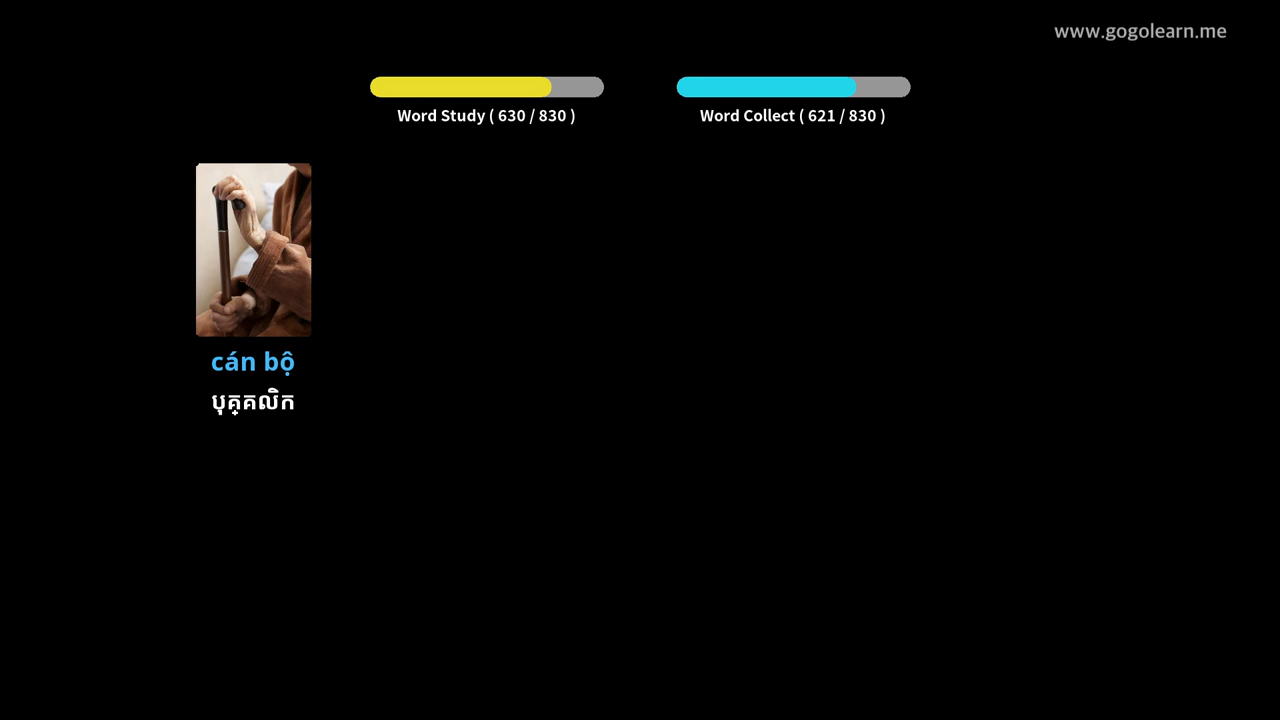 www.gogolearn.me
Word Study ( 630 / 830 )
Word Collect ( 621 / 830 )
cán bộ
បុគ្គលិក